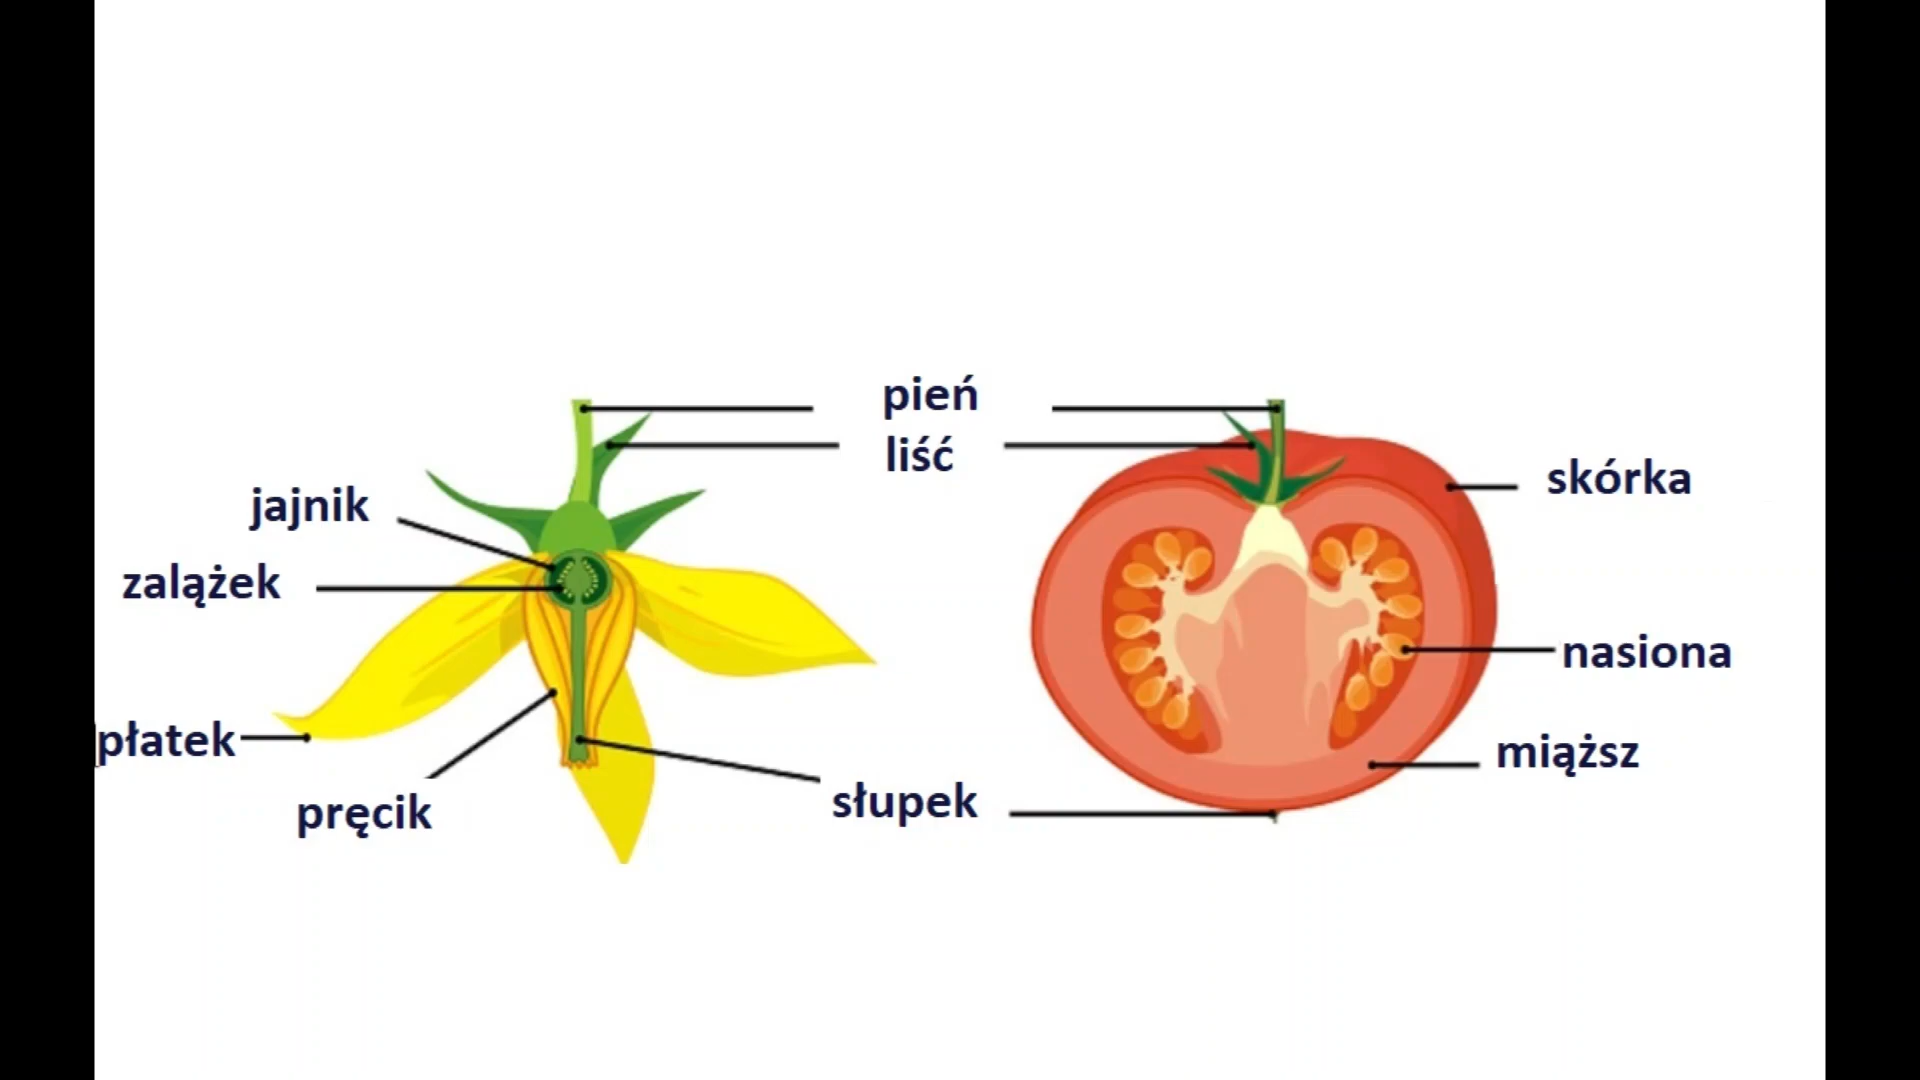 pień
liść
jajnik
zalążek
płatek
pręcik
słupek
skórka
nasiona
miąższ